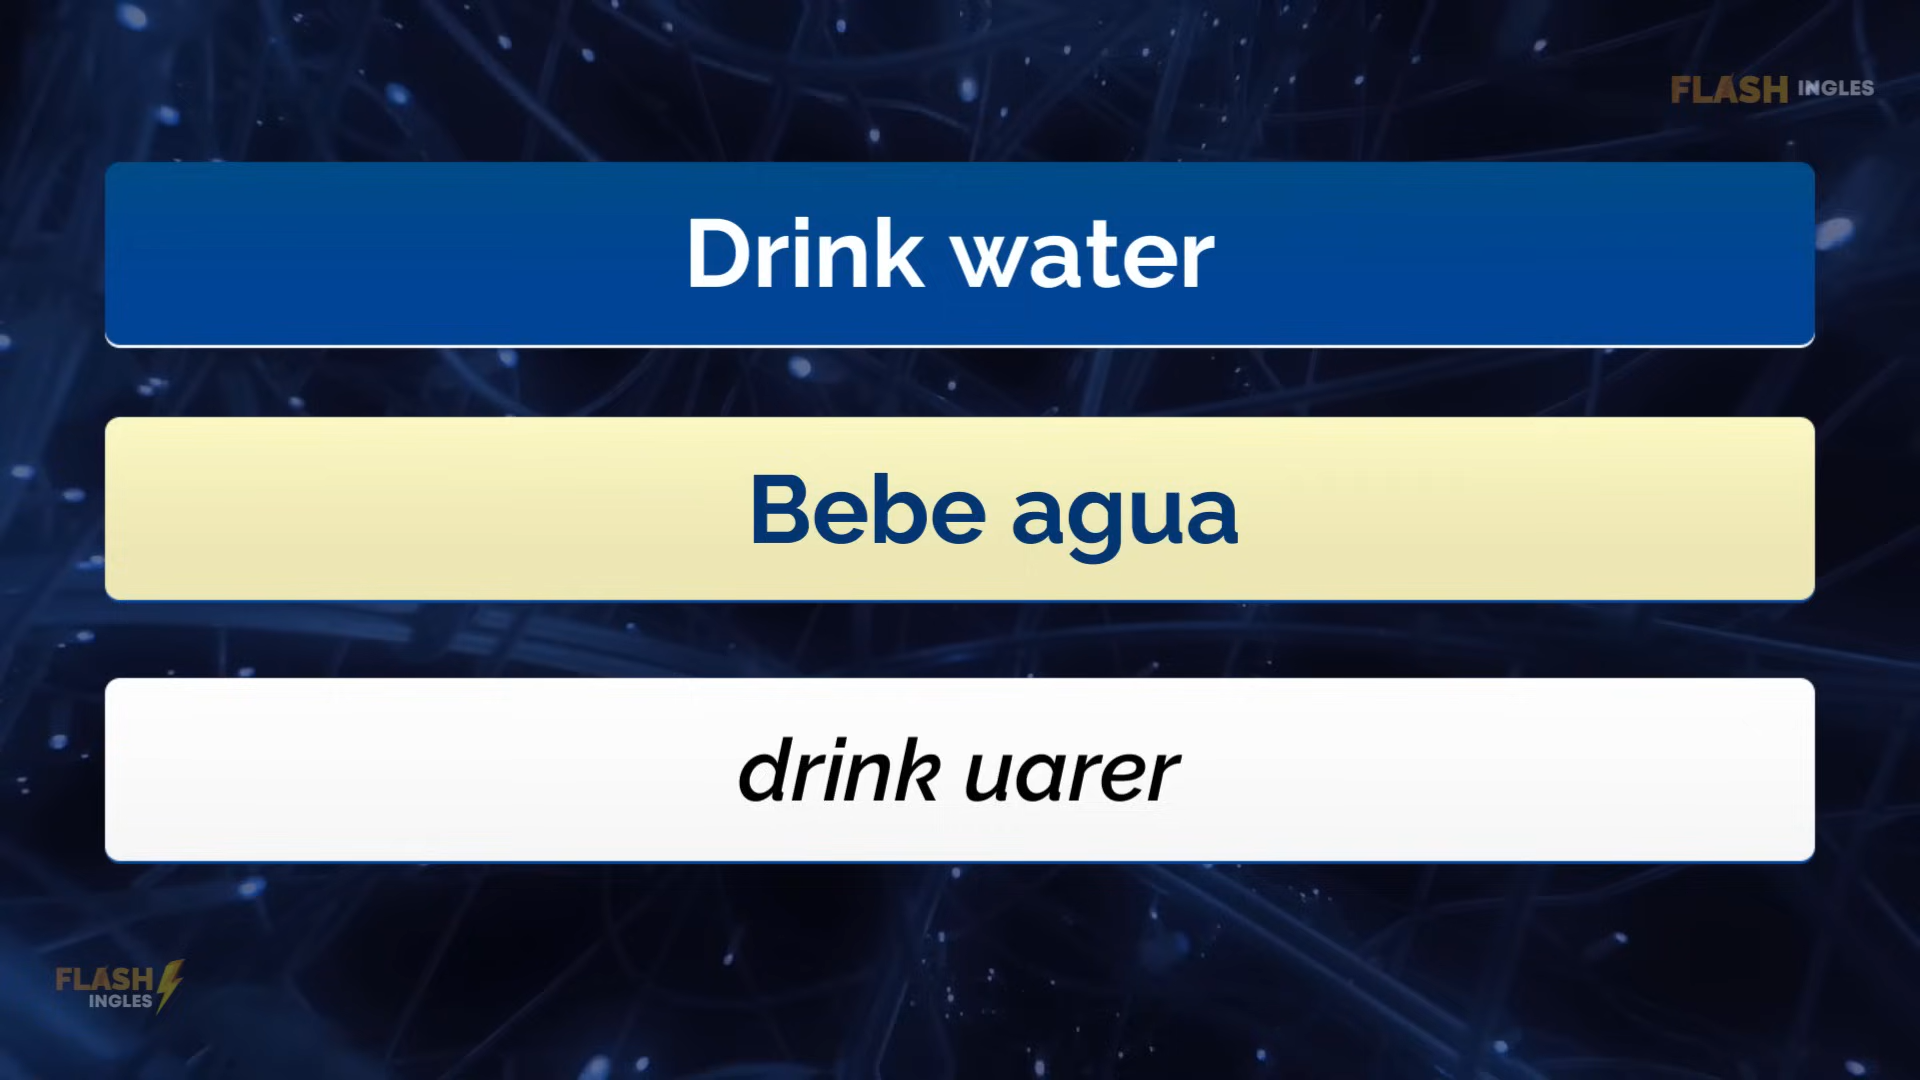 FLASH INGLES
Drink water
Bebe agua
drink uarer
FLASH
INGLES